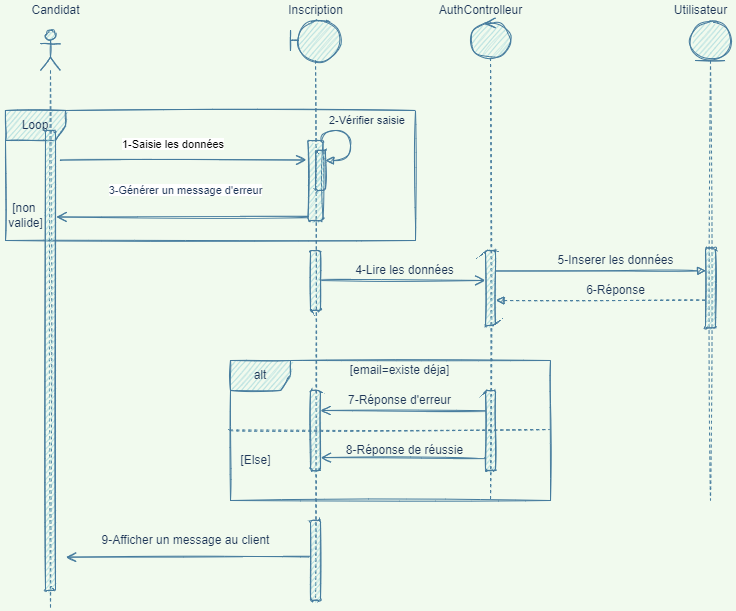 Candidat
Inscription
AuthControlleur
Utilisateur
Loop
2-Vérifier saisie
1-Saisie les données
3-Générer un message d'erreur
[non
valide]
4-Lire les données
5-Inserer les données
6-Réponse
alt
[email=existe déja]
7-Réponse d'erreur
8-Réponse de réussie
[Else]
9-Afficher un message au client